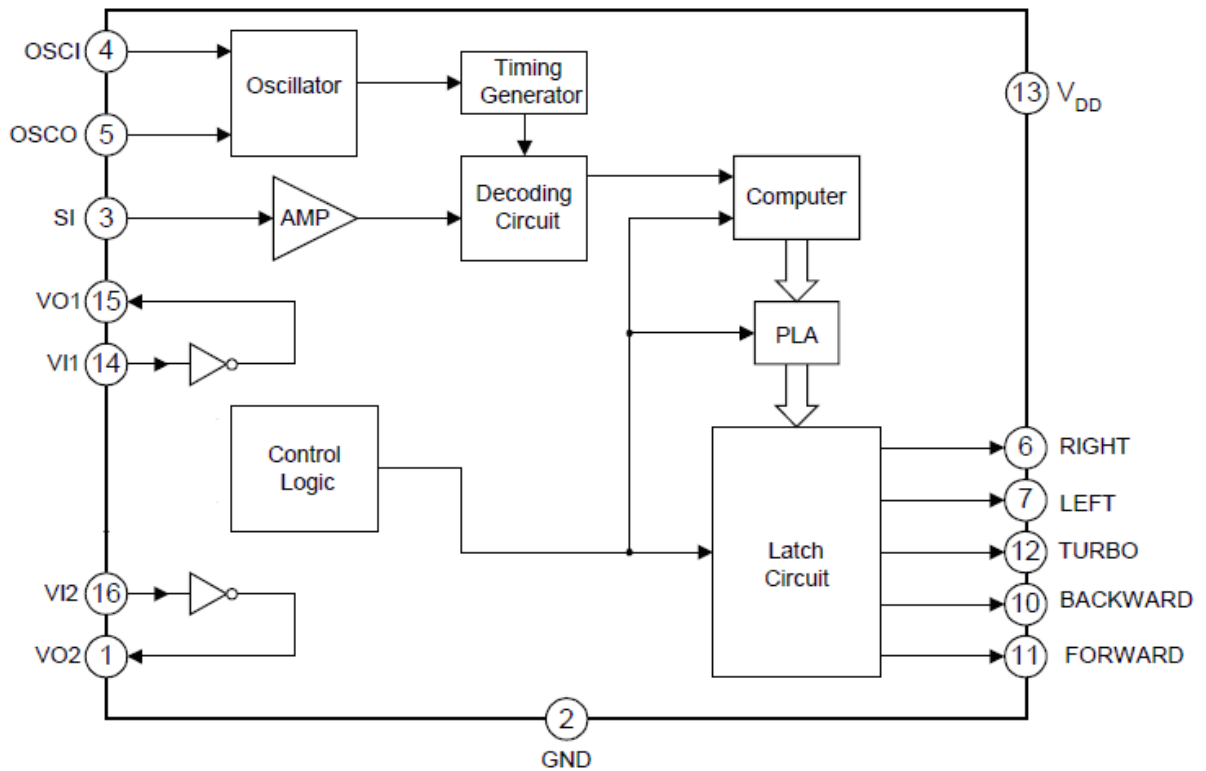 OSCI 4
Oscillator
Timing
Generator
13 VDD
OSCO 5
SI 3
AMP
Decoding
Circuit
Computer
VO1 15
VI1 14
PLA
Control
Logic
Latch
Circuit
6 RIGHT
7 LEFT
12 TURBO
10 BACKWARD
11 FORWARD
VI2 16
VO2 1
2
GND